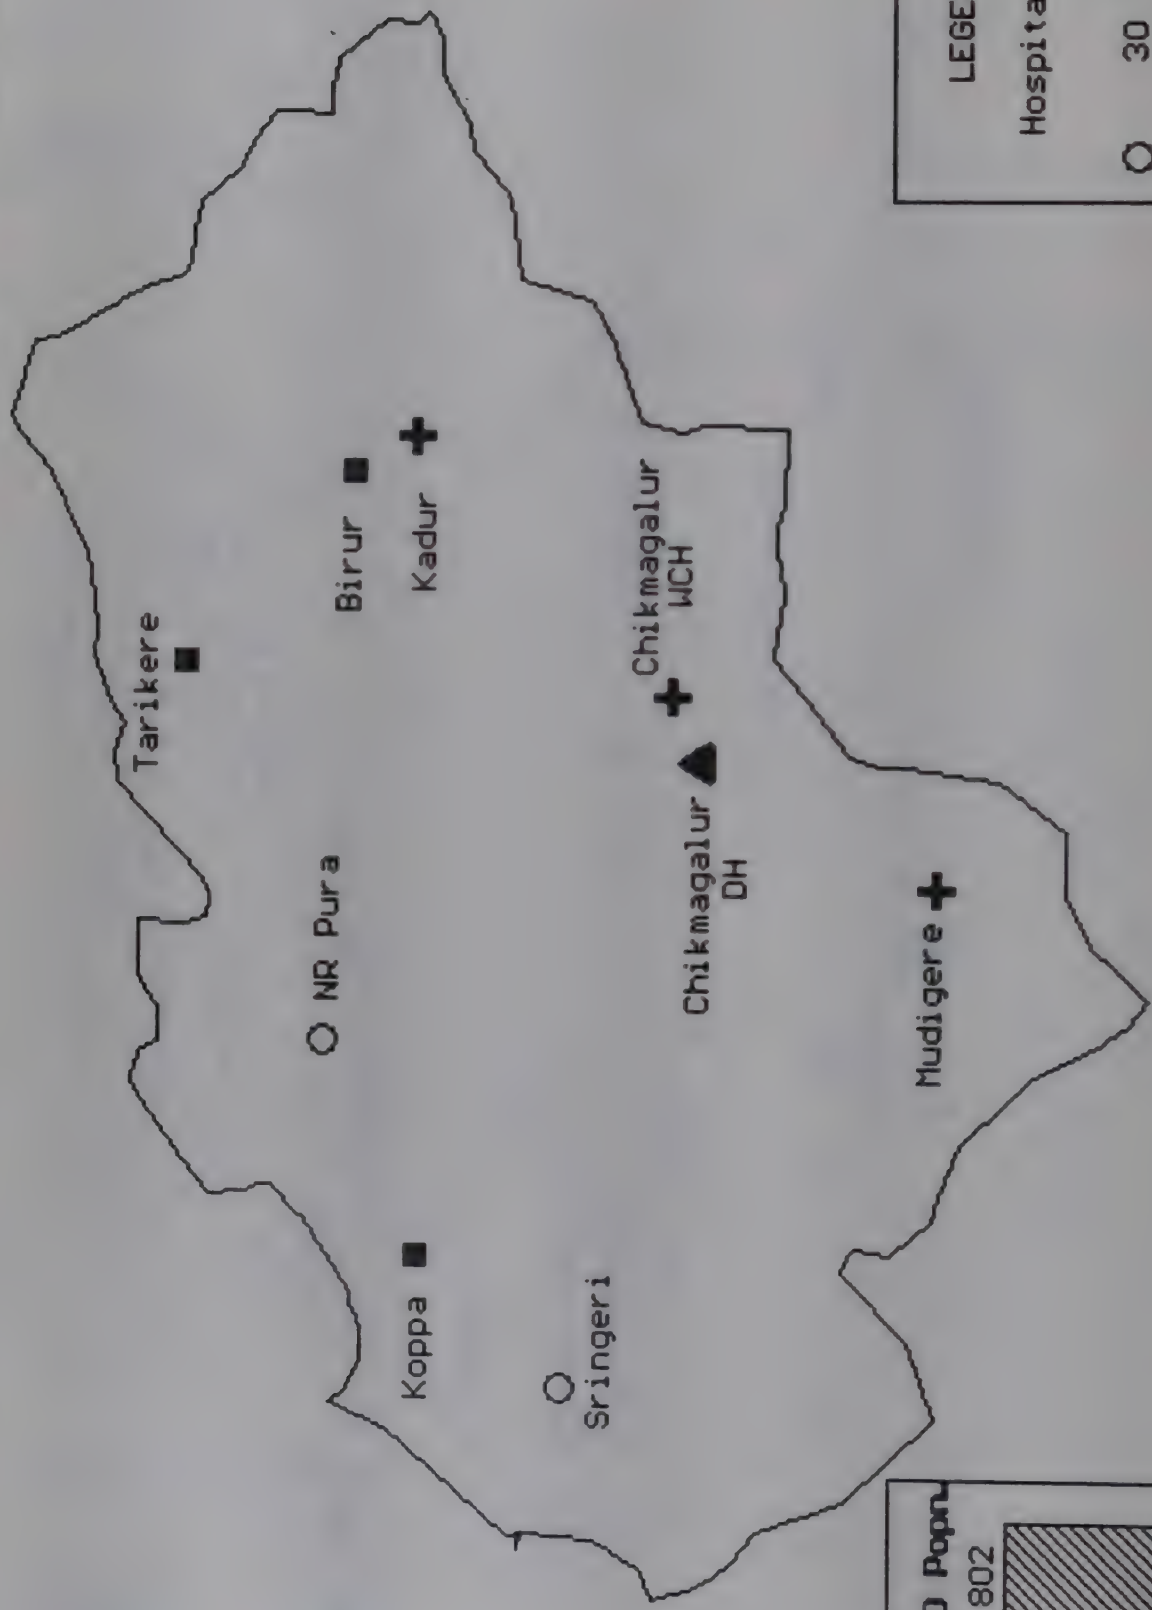 Tarikere
NR Pura
Birur
Koppa
Kadur
Sringeri
Chikmagalur
WCH
Chikmagalur
DH
Mudigere
) Popn.
802
LEGE
Hospita
30